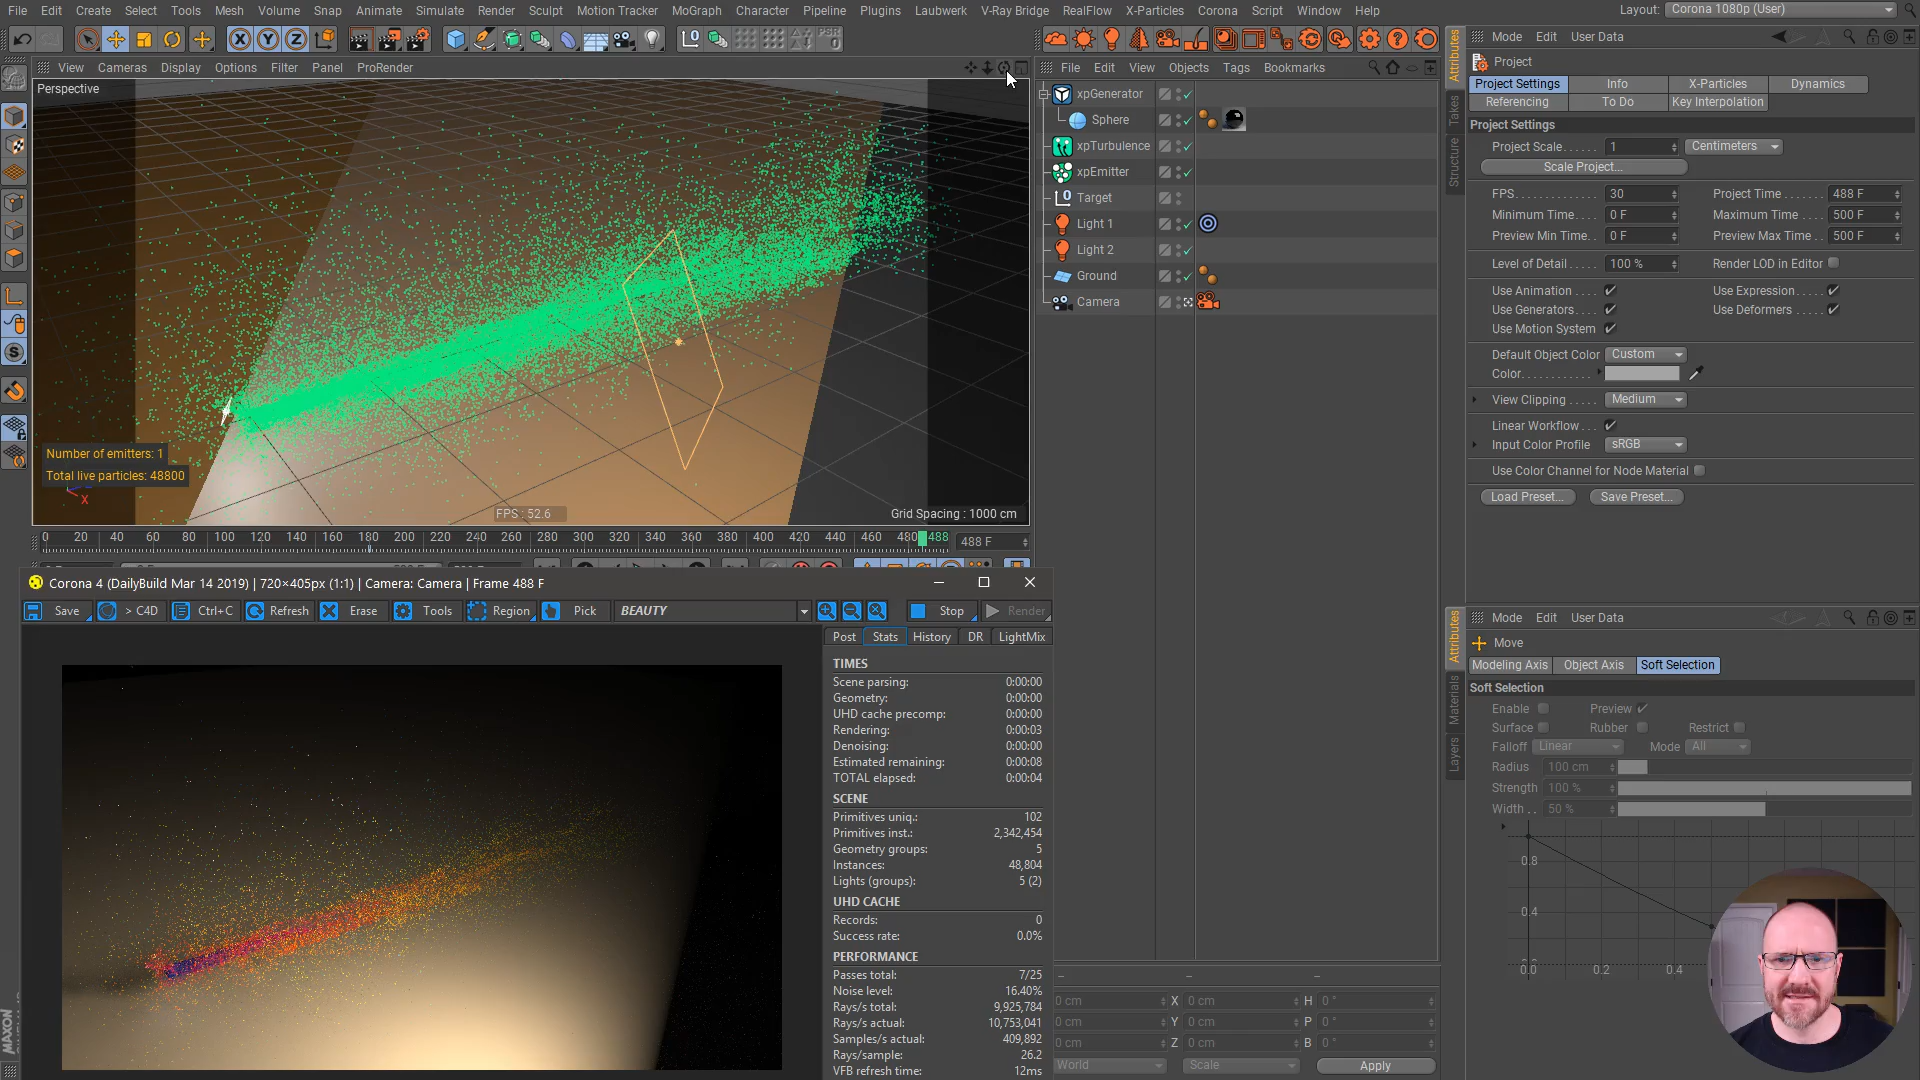 File Edit Create Select Tools Mesh Volume Snap Animate Simulate Render Sculpt Motion Tracker MoGraph Character Pipeline Plugins Laubwerk V-Ray Bridge RealFlow X-Particles Corona Script Window Help
Layout: Corona 1080p (User)
View Cameras Display Options Filter Panel ProRender
Perspective
Number of emitters: 1
Total live particles: 48800
X
FPS : 52.6
Grid Spacing : 1000 cm
0 20 40 60 80 100 120 140 160 180 200 220 240 260 280 300 320 340 360 380 400 420 440 460 480 488
488 F
File Edit View Objects Tags Bookmarks
xpGenerator
Sphere
xpTurbulence
xpEmitter
Target
Light 1
Light 2
Ground
Camera
Attributes
Takes
Structure
Mode Edit User Data
Project
Project Settings Info X-Particles Dynamics
Referencing To Do Key Interpolation
Project Settings
Project Scale...... 1 Centimeters
Scale Project...
FPS 30 Project Time 488 F
Minimum Time 0 F Maximum Time 500 F
Preview Min Time 0 F Preview Max Time 500 F
Level of Detail 100 % Render LOD in Editor
Use Animation Use Expression
Use Generators Use Deformers
Use Motion System
Default Object Color Custom
Color
View Clipping Medium
Linear Workflow
Input Color Profile sRGB
Use Color Channel for Node Material
Load Preset... Save Preset...
Corona 4 (DailyBuild Mar 14 2019) | 720×405px (1:1) | Camera: Camera | Frame 488 F
Save > C4D Ctrl+C Refresh Erase Tools Region Pick BEAUTY Stop Render
Post Stats History DR LightMix
TIMES
Scene parsing: 0:00:00
Geometry: 0:00:00
UHD cache precomp: 0:00:00
Rendering: 0:00:03
Denoising: 0:00:00
Estimated remaining: 0:00:08
TOTAL elapsed: 0:00:04
SCENE
Primitives uniq.: 102
Primitives inst.: 2,342,454
Geometry groups: 5
Instances: 48,804
Lights (groups): 5 (2)
UHD CACHE
Records: 0
Success rate: 0.0%
PERFORMANCE
Passes total: 7/25
Noise level: 16.40%
Rays/s total: 9,925,784
Rays/s actual: 10,753,041
Samples/s actual: 409,892
Rays/sample: 26.2
VFB refresh time: 12ms
0 cm X 0 cm H 0 °
0 cm Y 0 cm P 0 °
0 cm Z 0 cm B 0 °
World Scale Apply
Attributes
Materials
Layers
Mode Edit User Data
Move
Modeling Axis Object Axis Soft Selection
Soft Selection
Enable Preview
Surface Rubber Restrict
Falloff Linear Mode All
Radius 100 cm
Strength 100 %
Width 50 %
0.8
0.4
0.0 0.2 0.4
MAXON